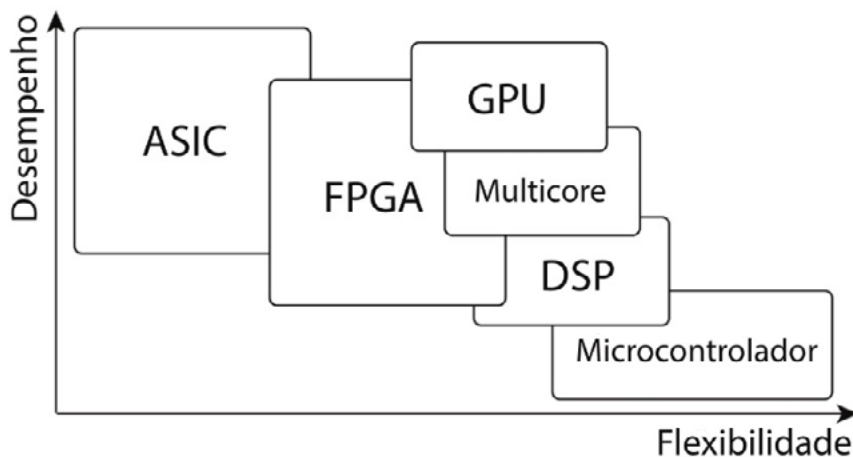 Desempenho
ASIC
GPU
FPGA
Multicore
DSP
Microcontrolador
Flexibilidade